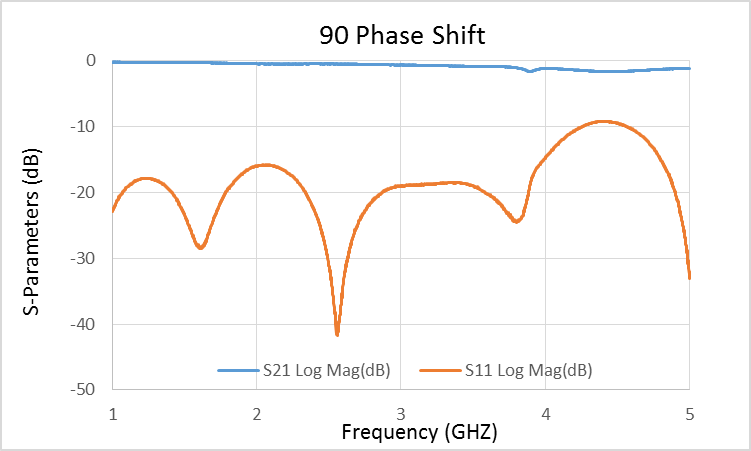 90 Phase Shift
0
-10
-20
-30
-40
-50
S-Parameters (dB)
S21 Log Mag(dB) S11 Log Mag(dB)
1 2 3 4 5
Frequency (GHZ)